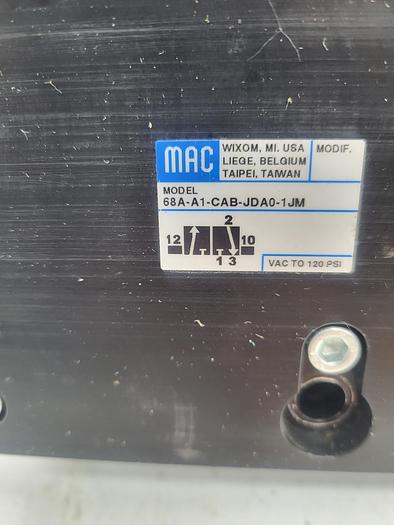 MAC
WIXOM, MI. USA
LIEGE, BELGIUM
TAIPEI, TAIWAN
MODIF.
MODEL
68A-A1-CAB-JDA0-1JM
2
12 10
1 3
VAC TO 120 PSI